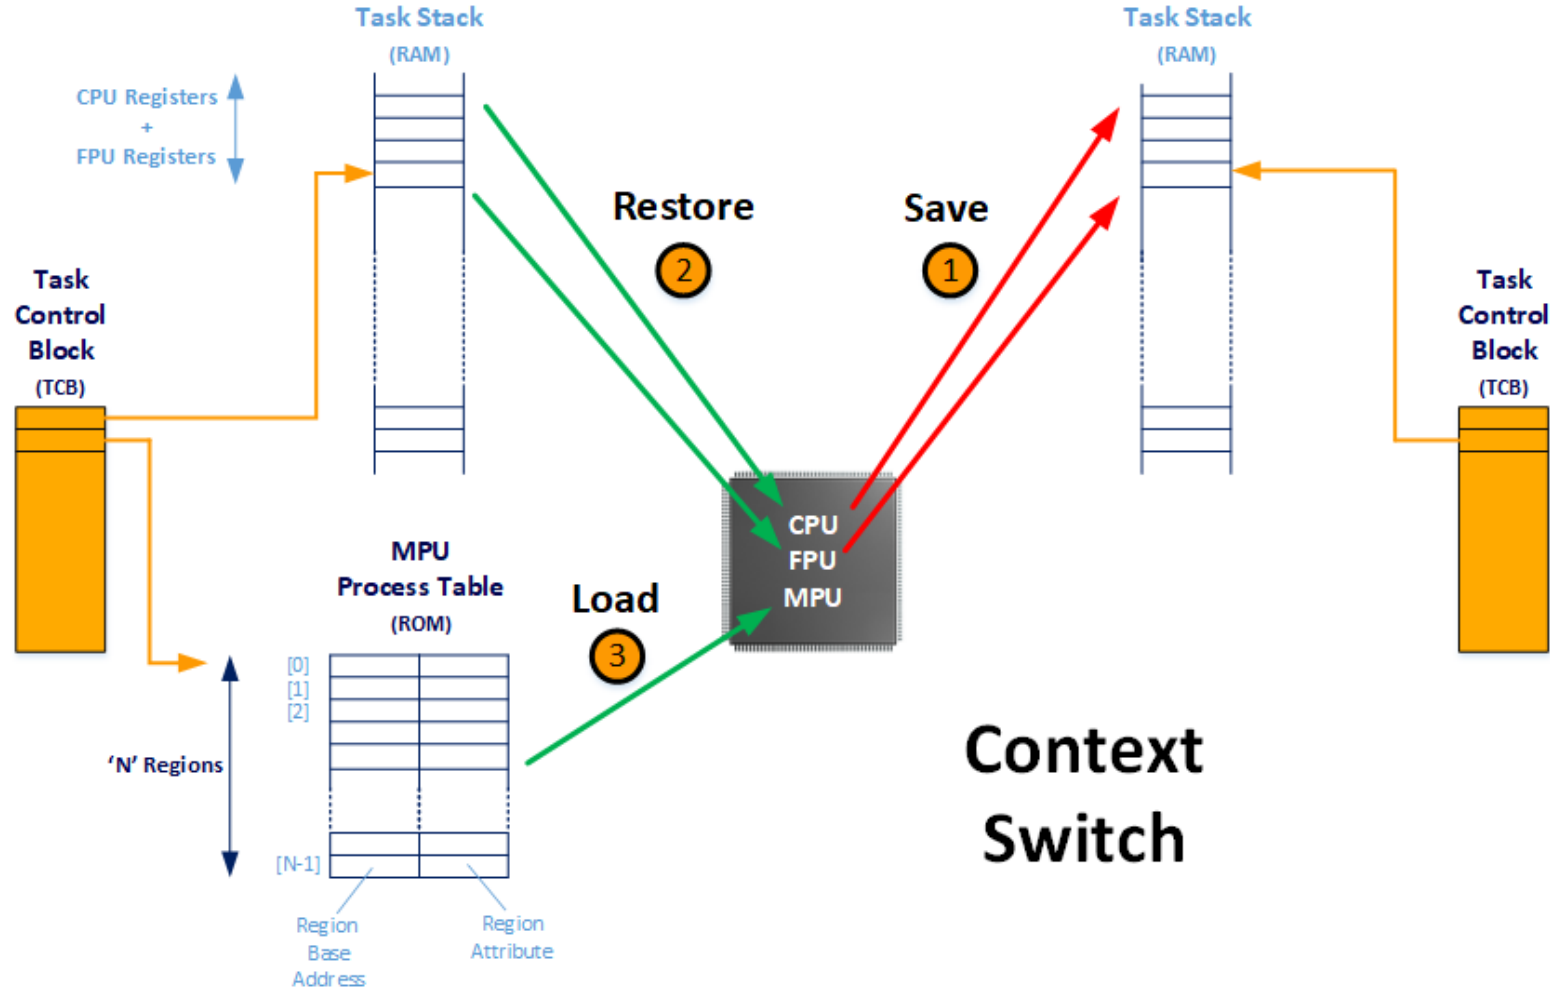 Task Stack
(RAM)
CPU Registers
+
FPU Registers
Task
Control
Block
(TCB)
Restore
2
Save
1
Task Stack
(RAM)
Task
Control
Block
(TCB)
CPU
FPU
MPU
MPU
Process Table
(ROM)
Load
3
[0]
[1]
[2]
‘N’ Regions
[N-1]
Region
Base
Address
Region
Attribute
Context
Switch